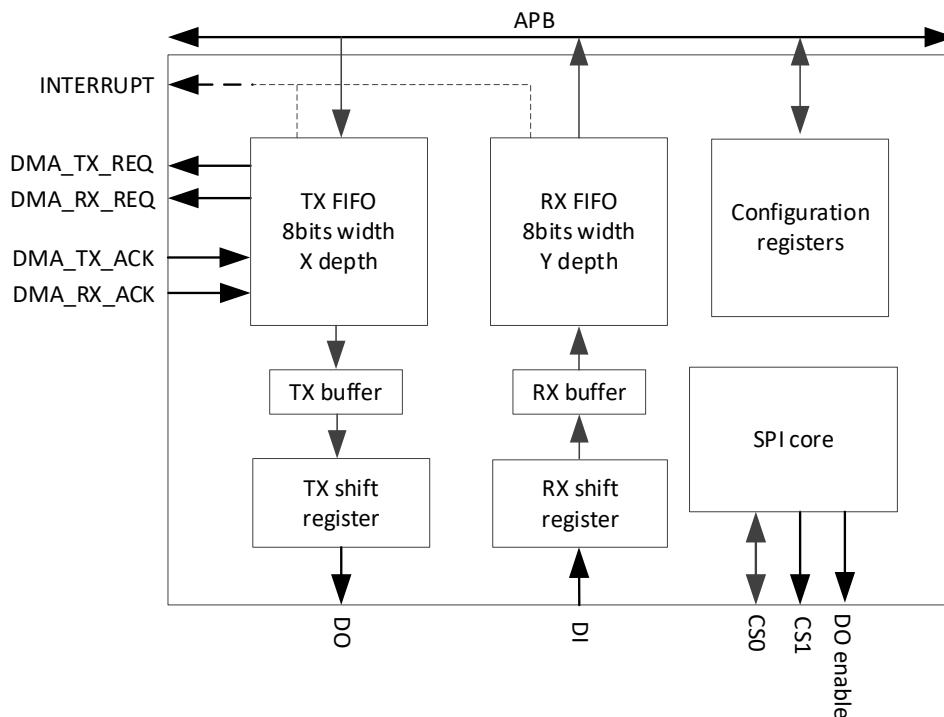 APB
INTERRUPT
DMA_TX_REQ
DMA_RX_REQ
DMA_TX_ACK
DMA_RX_ACK
TX FIFO
8bits width
X depth
RX FIFO
8bits width
Y depth
Configuration
registers
TX buffer
RX buffer
SPI core
TX shift
register
RX shift
register
DO
DI
CS0
CS1
DO enable